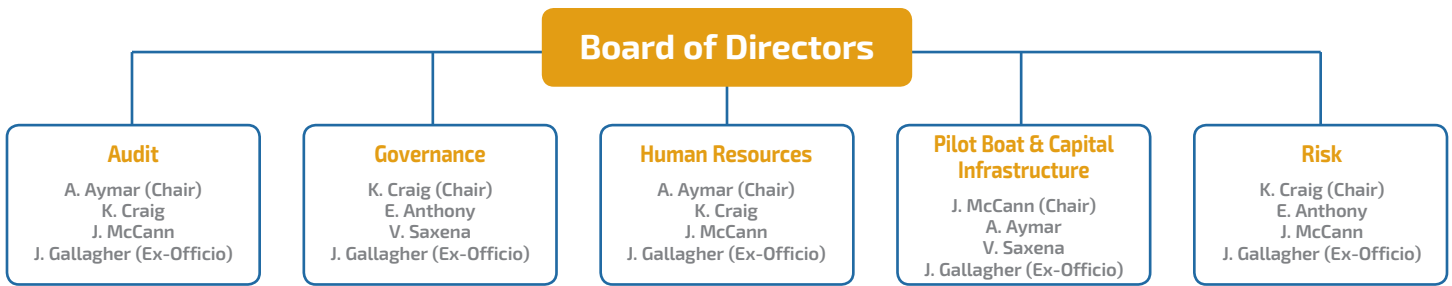 Board of Directors
Audit
A. Aymar (Chair)
K. Craig
J. McCann
J. Gallagher (Ex-Officio)
Governance
K. Craig (Chair)
E. Anthony
V. Saxena
J. Gallagher (Ex-Officio)
Human Resources
A. Aymar (Chair)
K. Craig
J. McCann
J. Gallagher (Ex-Officio)
Pilot Boat & Capital
Infrastructure
J. McCann (Chair)
A. Aymar
V. Saxena
J. Gallagher (Ex-Officio)
Risk
K. Craig (Chair)
E. Anthony
J. McCann
J. Gallagher (Ex-Officio)